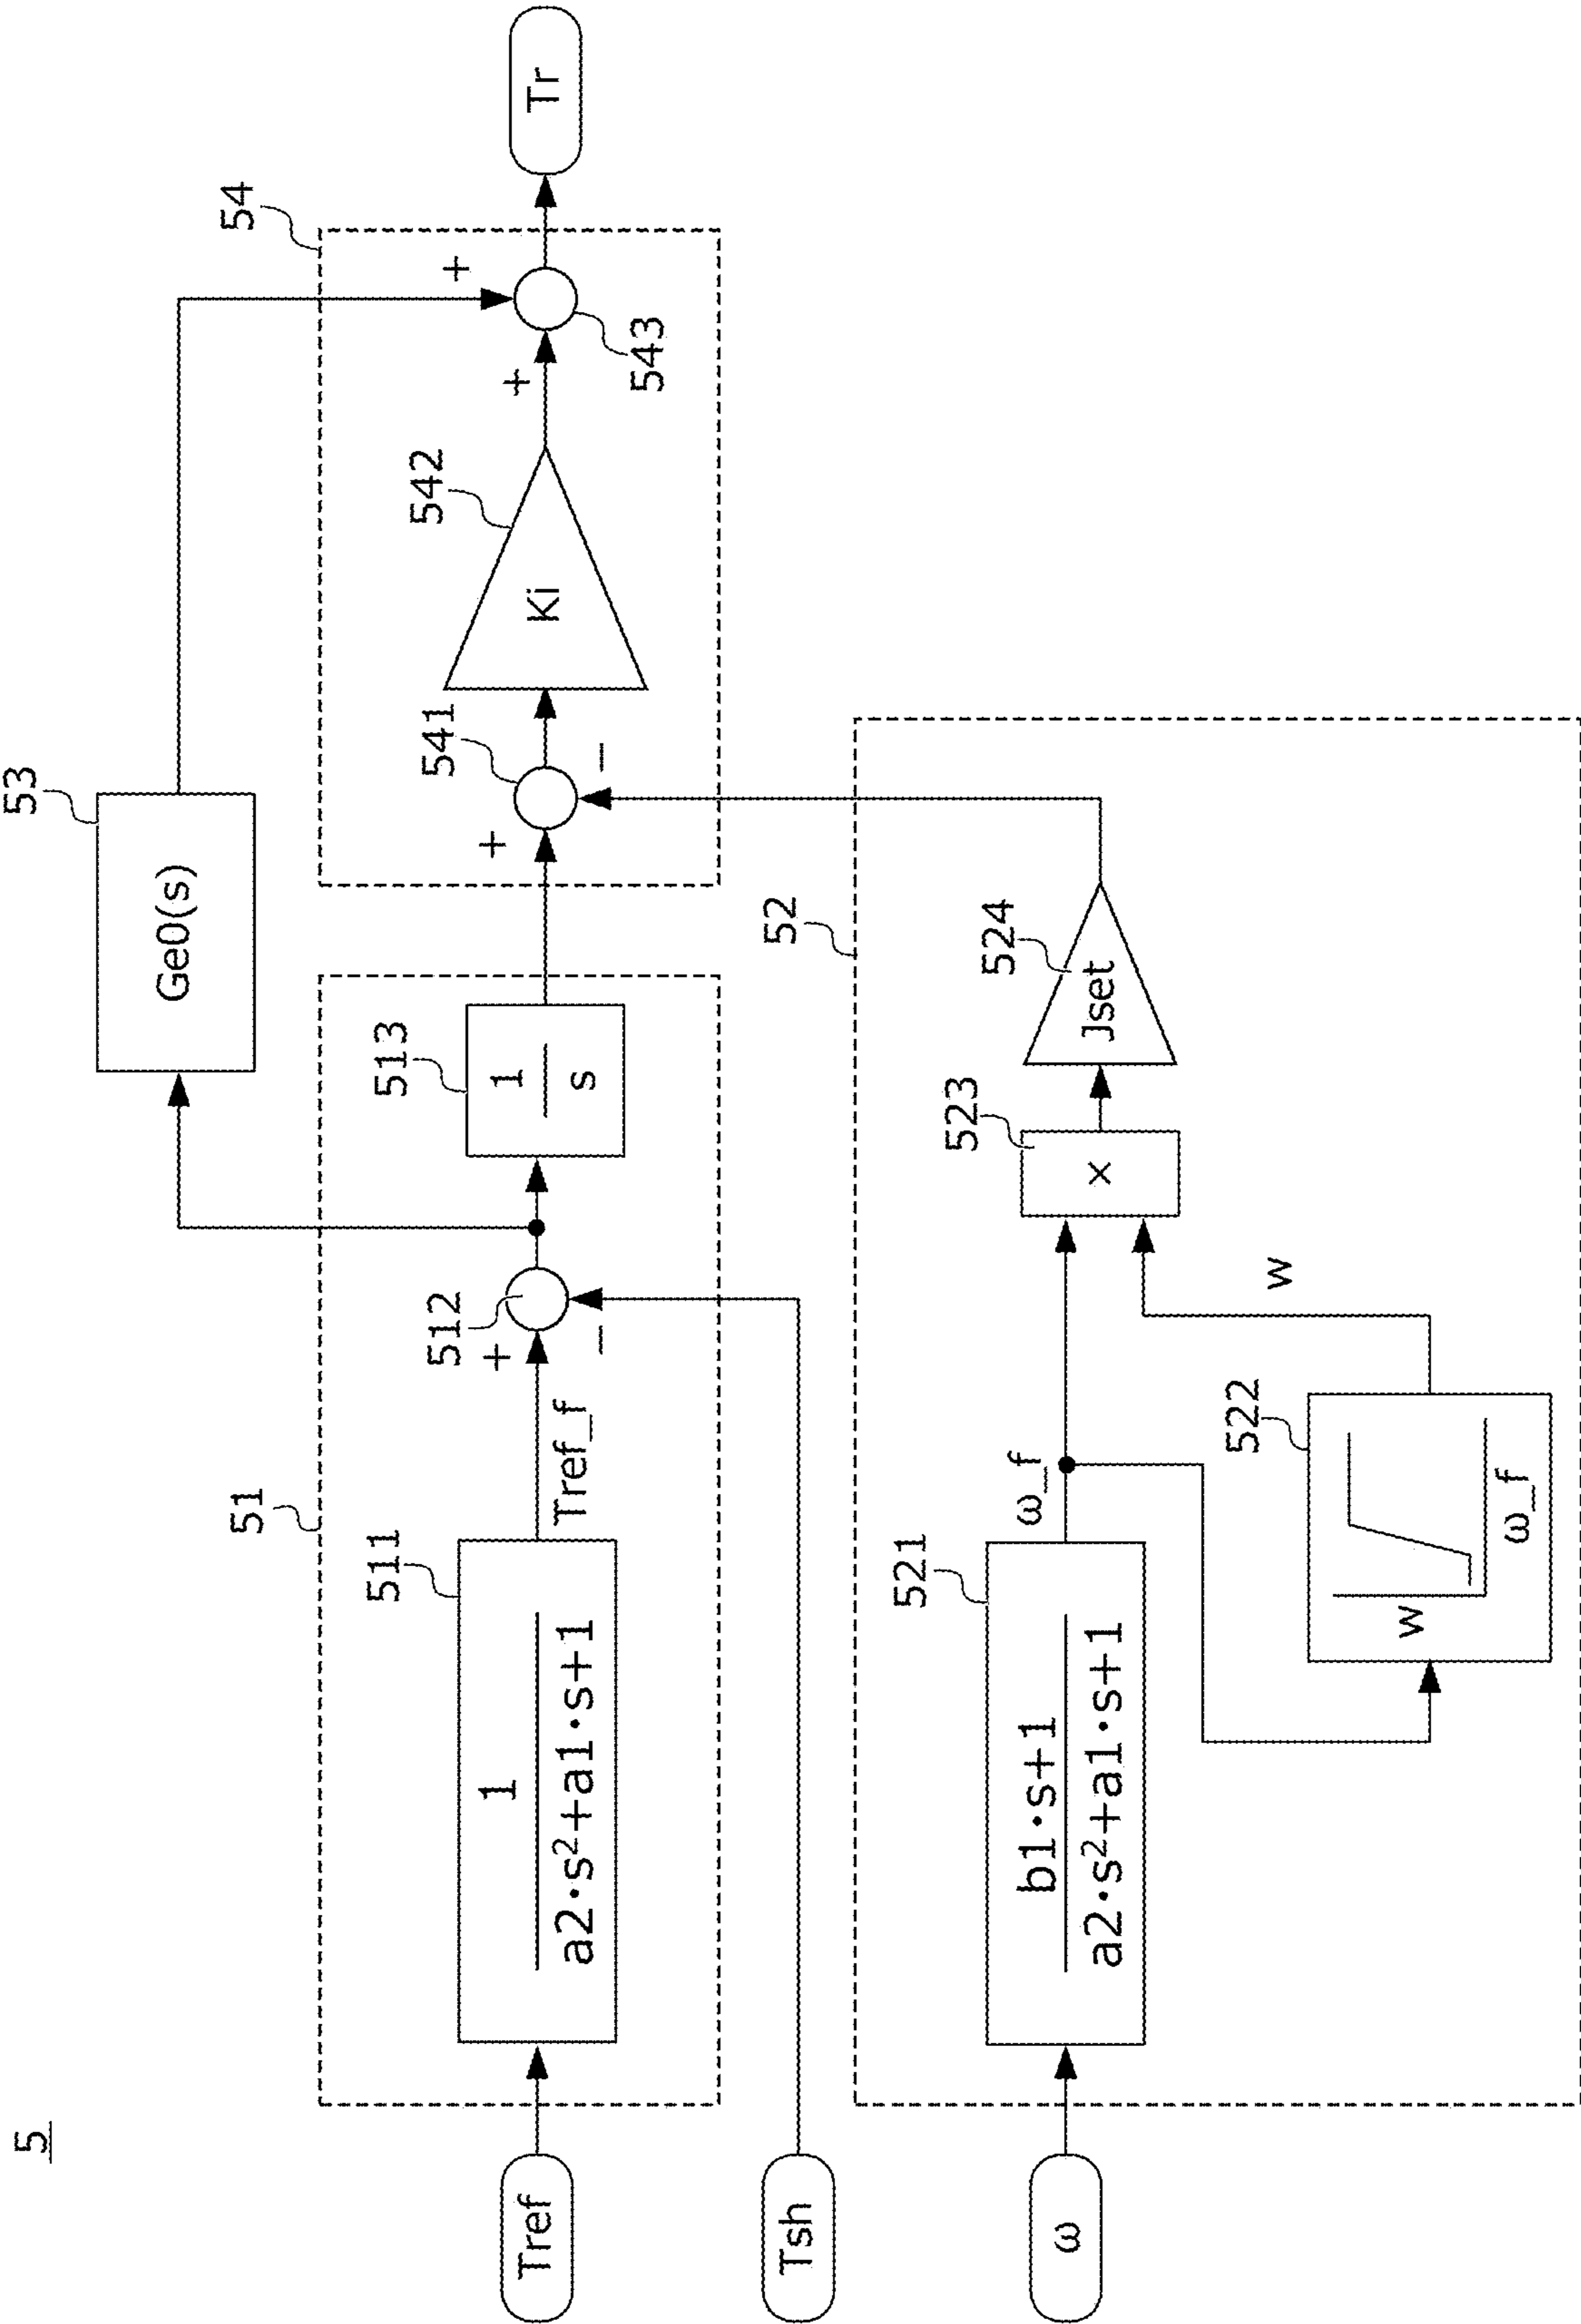 5
53
Ge0(s)
54
51
511
1
a2·s²+a1·s+1
Tref
Tref_f
512
+
−
513
1
s
541
+
−
542
Ki
+
+
543
Tr
Tsh
52
521
b1·s+1
a2·s²+a1·s+1
ω
ω_f
522
w
ω_f
w
523
x
524
Jset